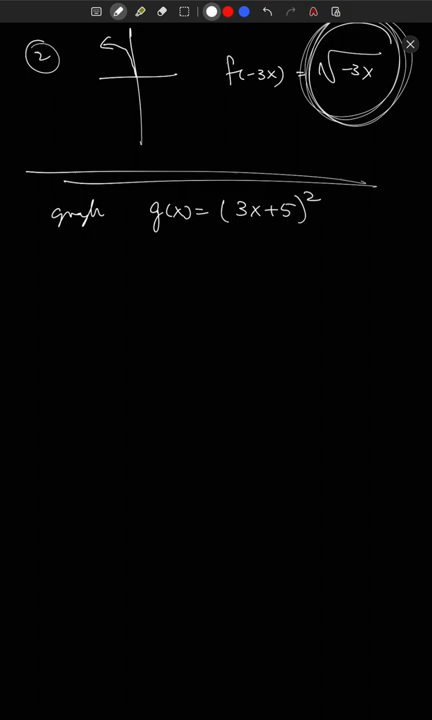 ②
f(-3x) = √-3x
graph g(x) = (3x+5)²